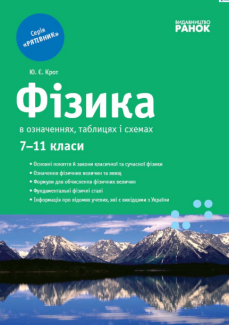 Серія
«РЯТІВНИК»
ВИДАВНИЦТВО
РАНОК
Ю. Є. Крот
Фізика
в означеннях, таблицях і схемах
7–11 класи
• Основні поняття й закони класичної та сучасної фізики
• Означення фізичних величин та явищ
• Формули для обчислення фізичних величин
• Фундаментальні фізичні сталі
• Інформація про відомих учених, які є вихідцями з України